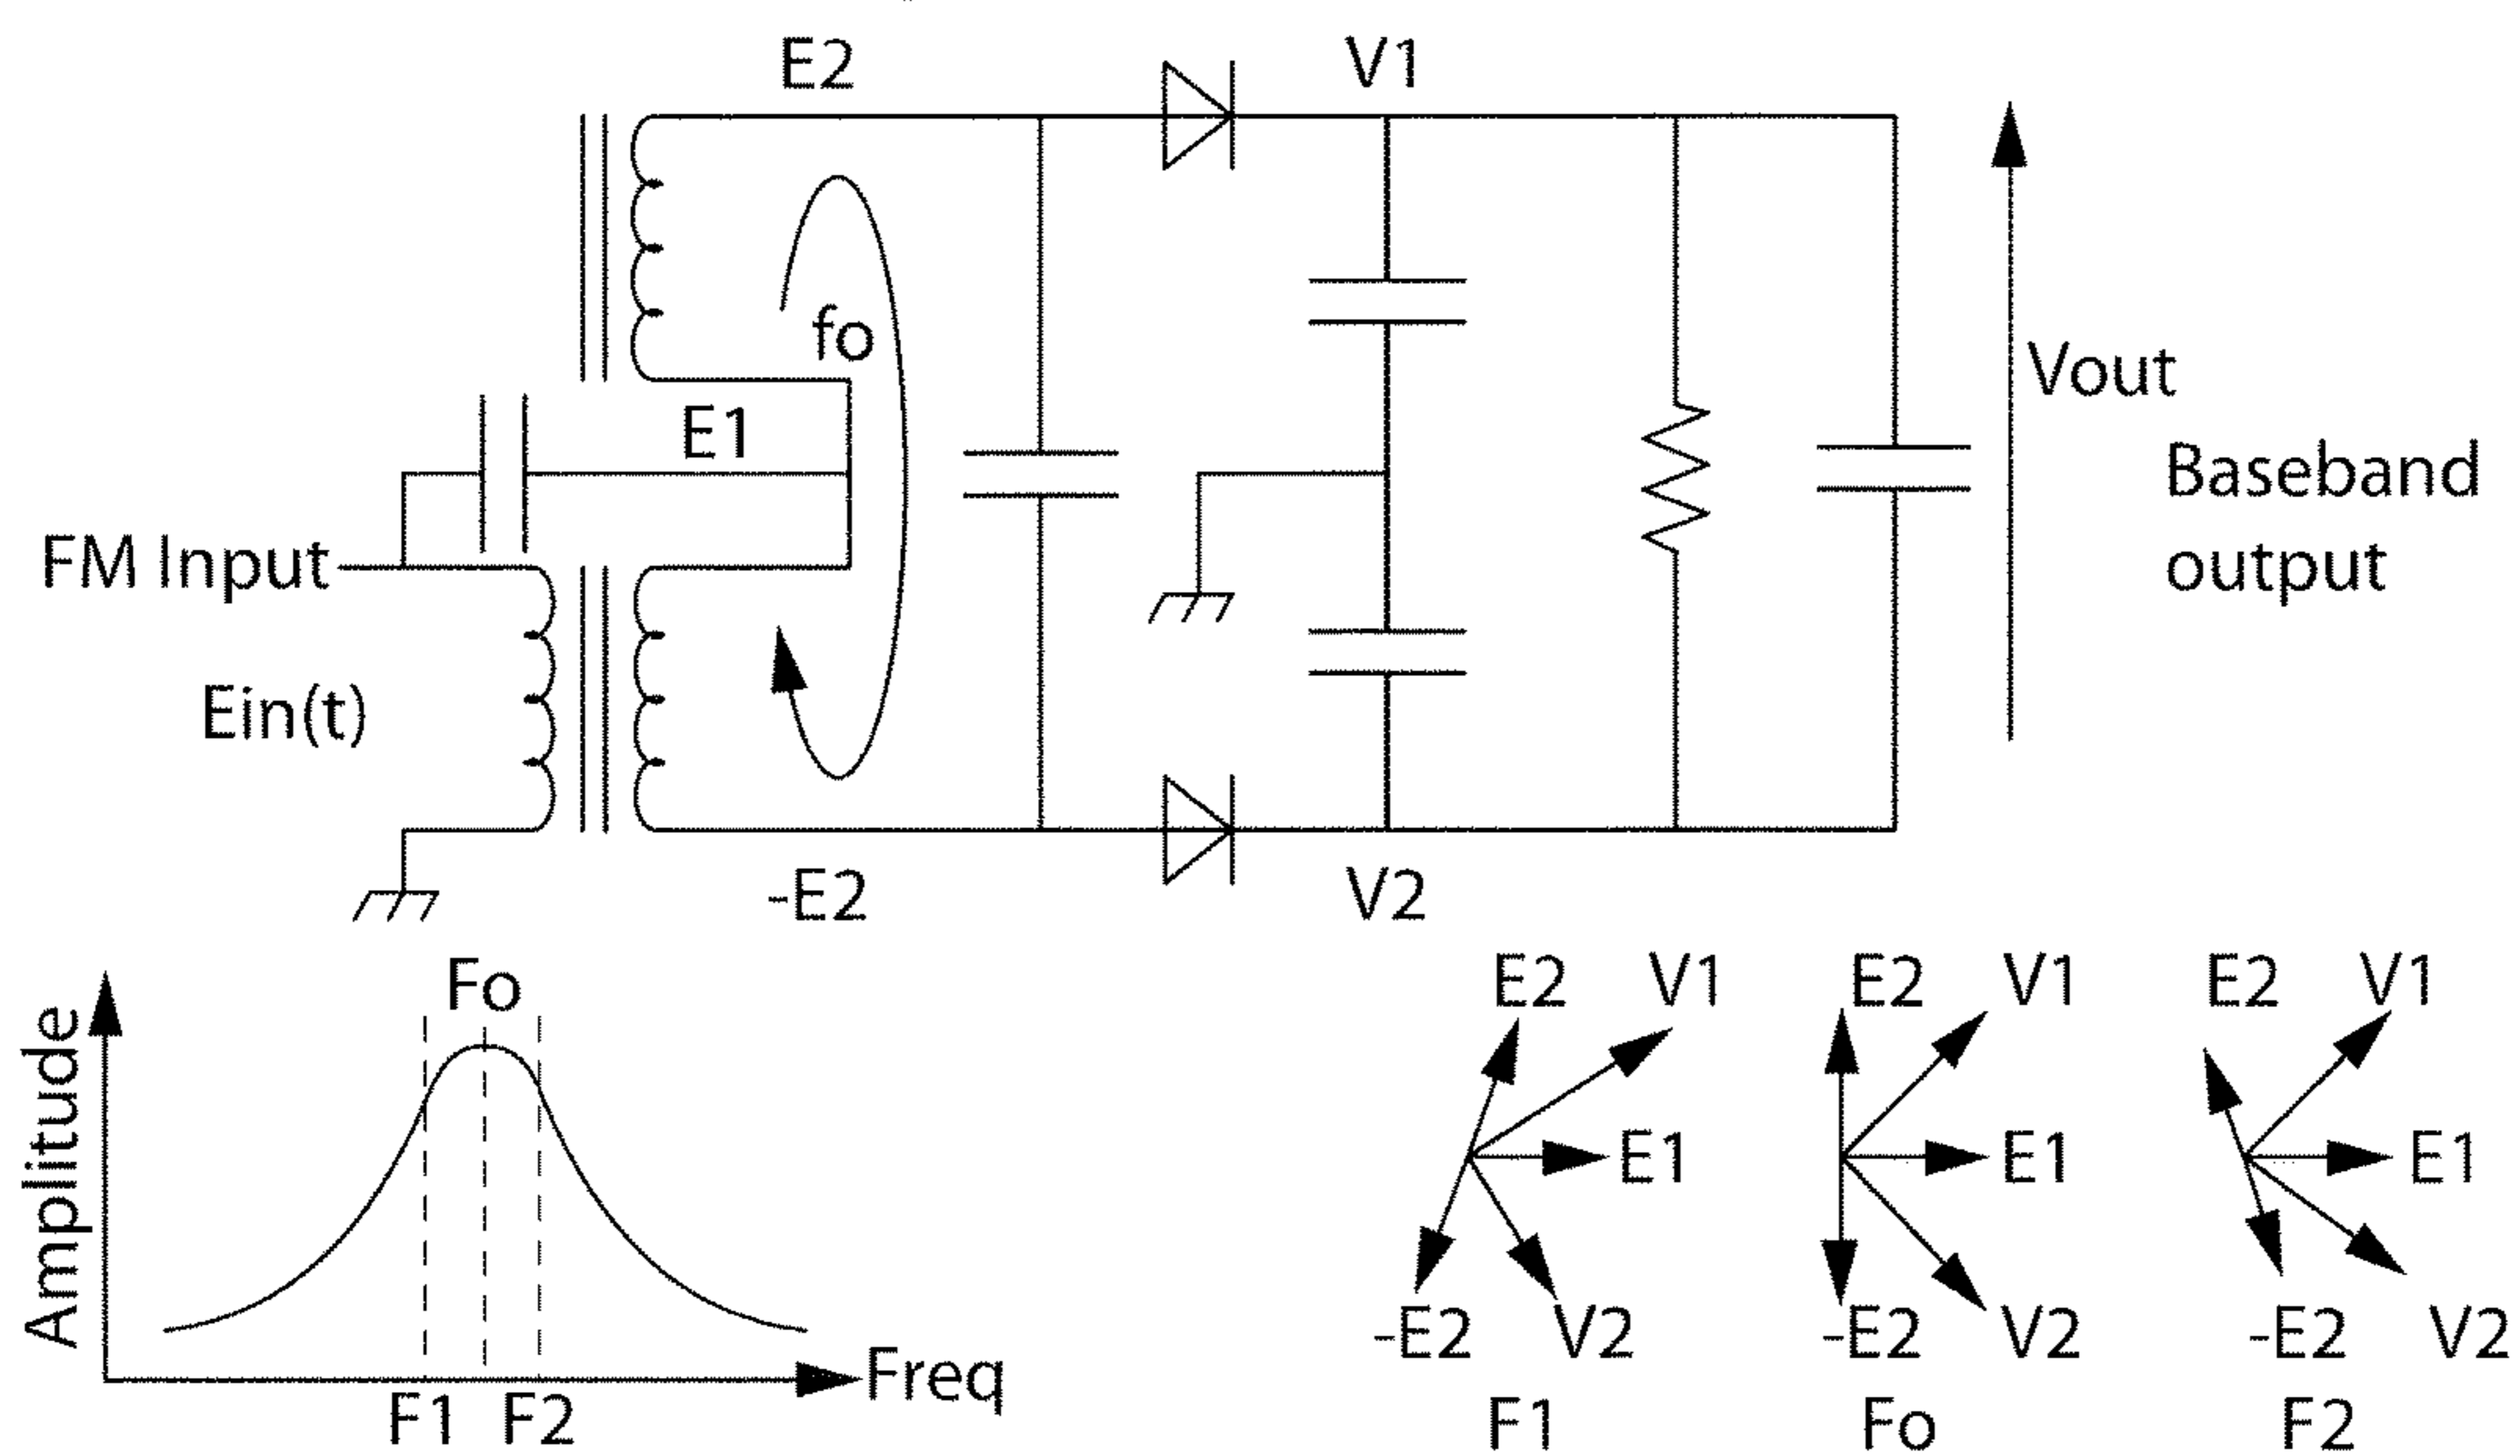 E2
V1
fo
E1
Vout
Baseband
output
FM Input
Ein(t)
-E2
V2
Fo
Amplitude
Freq
F1
F2
E2
V1
E1
-E2
V2
F1
E2
V1
E1
-E2
V2
Fo
E2
V1
E1
-E2
V2
F2